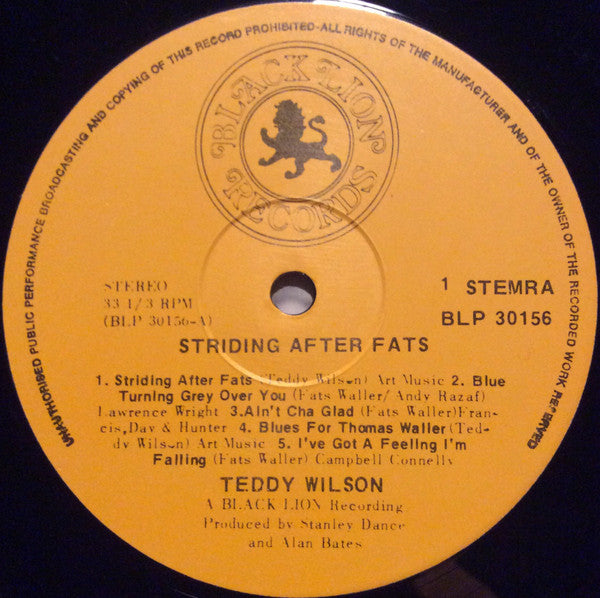 UNAUTHORISED PUBLIC PERFORMANCE BROADCASTING AND COPYING OF THIS RECORD PROHIBITED-ALL RIGHTS OF THE MANUFACTURER AND OF THE OWNER OF THE RECORDED WORK RESERVED
BLACK LION
RECORDS
STEREO
33 1/3 RPM
(BLP 30156-A)
1 STEMRA
BLP 30156
STRIDING AFTER FATS
1. Striding After Fats (Teddy Wilson) Art Music 2. Blue
Turning Grey Over You (Fats Waller/ Andy Razaf)
Lawrence Wright 3.Ain't Cha Glad (Fats Waller)Fran-
cis,Day & Hunter 4. Blues For Thomas Waller(Ted-
dy Wilson) Art Music 5. I've Got A Feeling I'm
Falling (Fats Waller) Campbell Connelly
TEDDY WILSON
A BLACK LION Recording
Produced by Stanley Dance
and Alan Bates